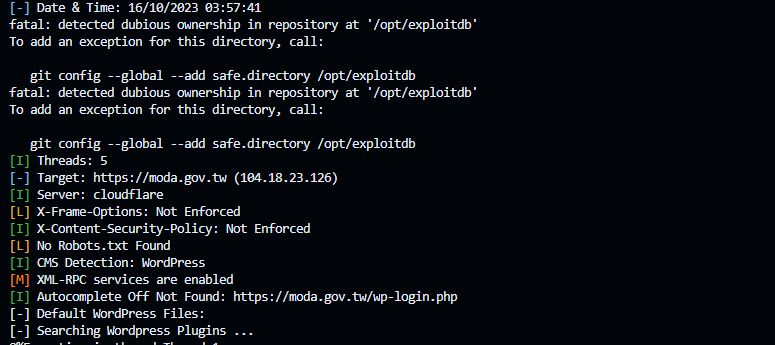 [-] Date & Time: 16/10/2023 03:57:41
fatal: detected dubious ownership in repository at '/opt/exploitdb'
To add an exception for this directory, call:
git config --global --add safe.directory /opt/exploitdb
fatal: detected dubious ownership in repository at '/opt/exploitdb'
To add an exception for this directory, call:
git config --global --add safe.directory /opt/exploitdb
[I] Threads: 5
[-] Target: https://moda.gov.tw (104.18.23.126)
[I] Server: cloudflare
[L] X-Frame-Options: Not Enforced
[I] X-Content-Security-Policy: Not Enforced
[L] No Robots.txt Found
[I] CMS Detection: WordPress
[M] XML-RPC services are enabled
[I] Autocomplete Off Not Found: https://moda.gov.tw/wp-login.php
[-] Default WordPress Files:
[-] Searching Wordpress Plugins ...